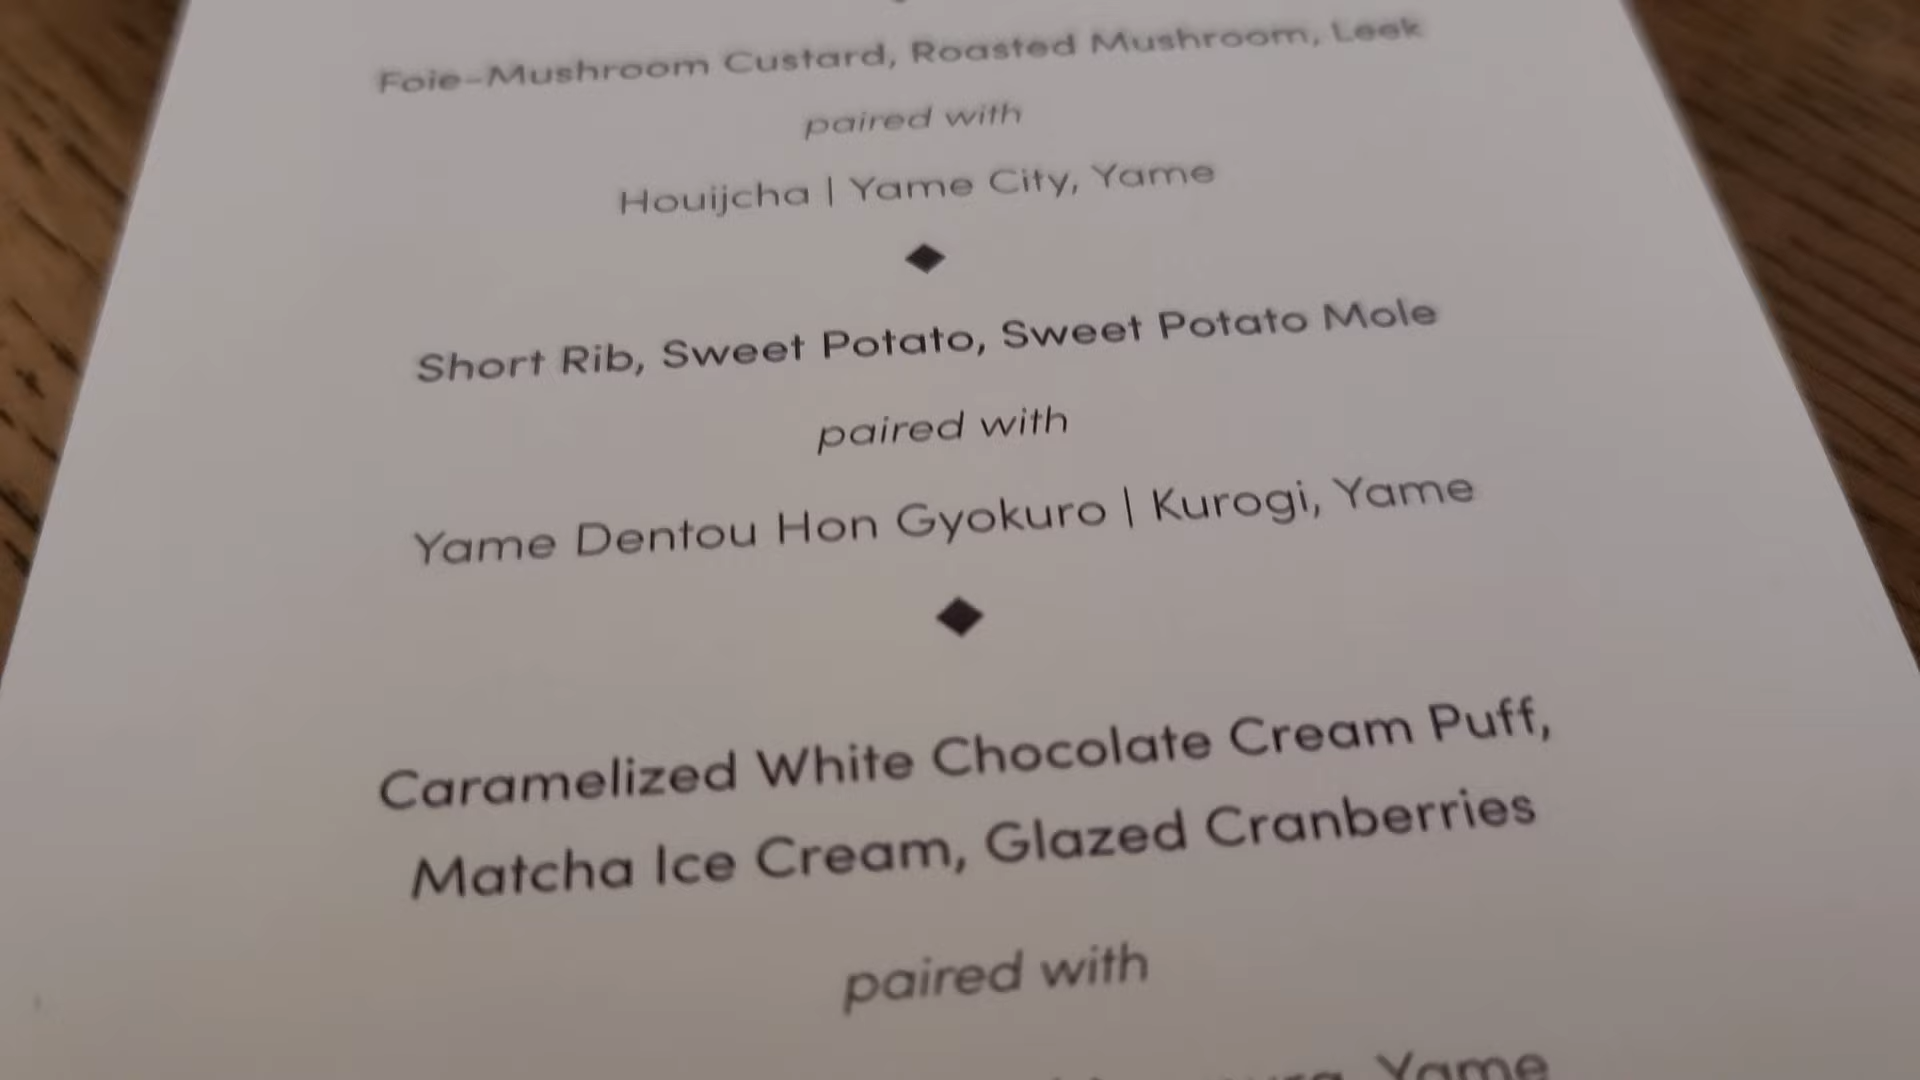 Foie-Mushroom Custard, Roasted Mushroom, Leek
paired with
Houijcha | Yame City, Yame
Short Rib, Sweet Potato, Sweet Potato Mole
paired with
Yame Dentou Hon Gyokuro | Kurogi, Yame
Caramelized White Chocolate Cream Puff,
Matcha Ice Cream, Glazed Cranberries
paired with
Yame